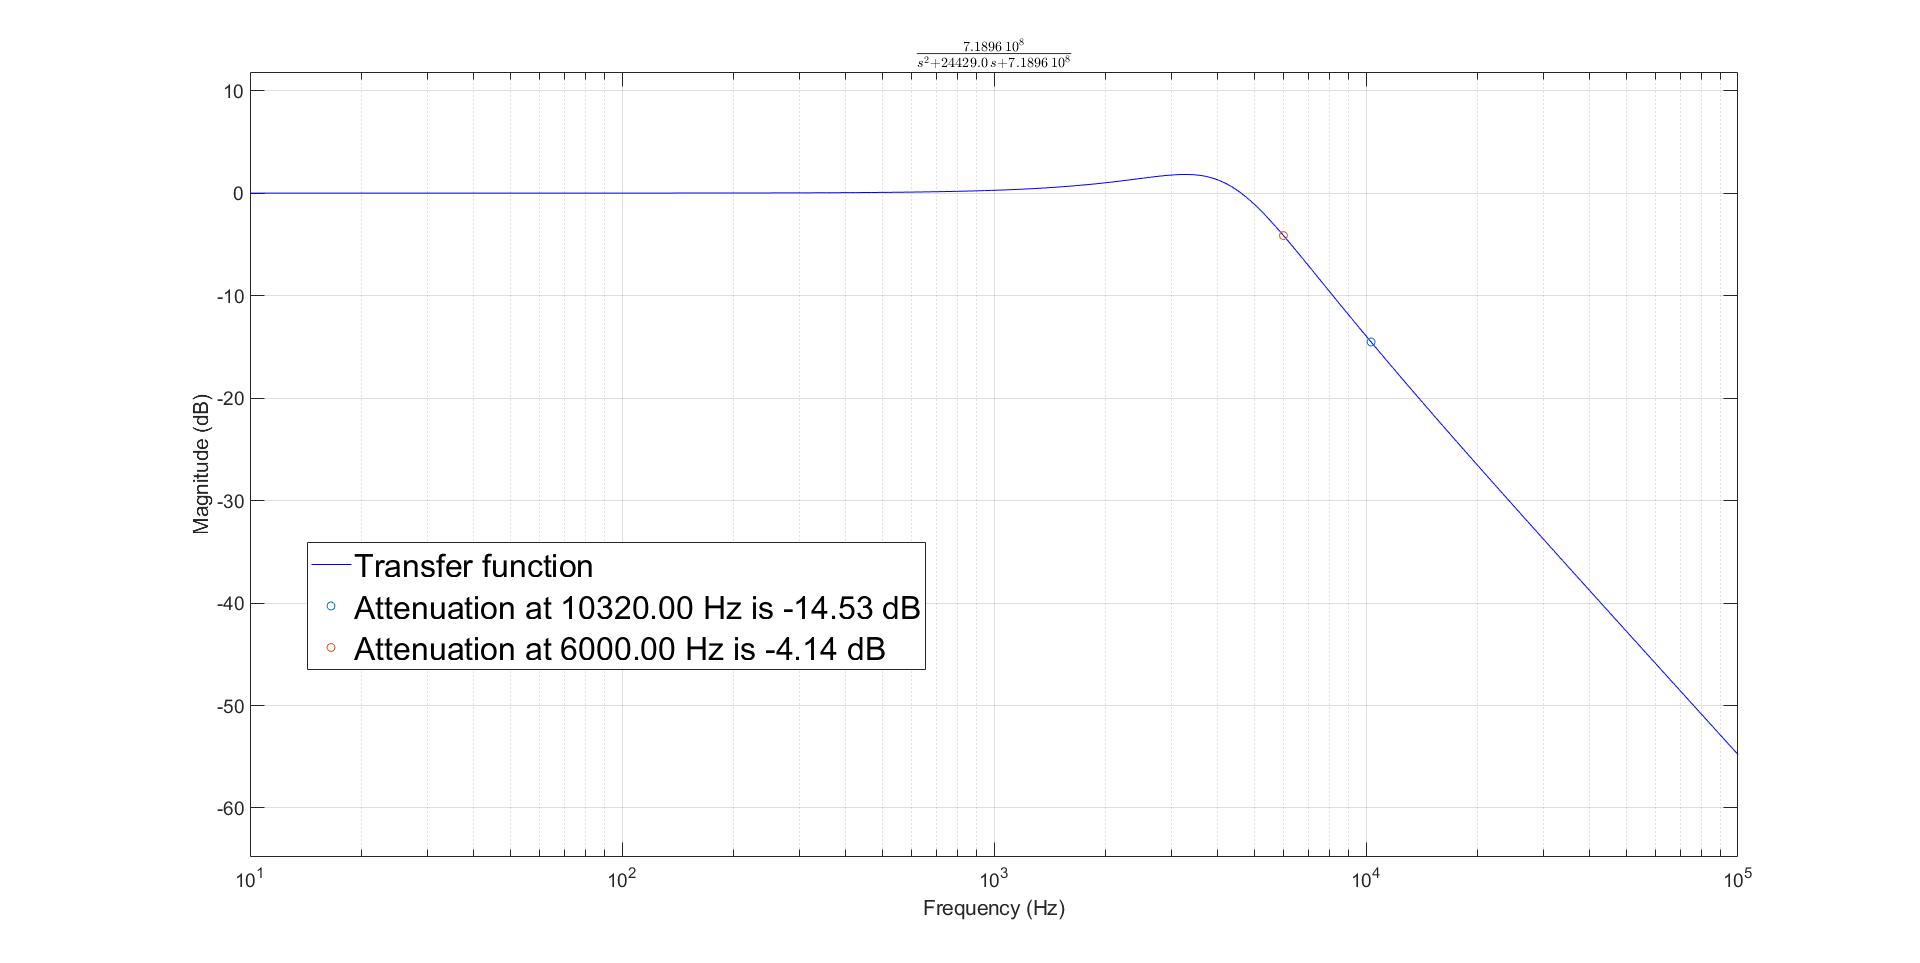 7.1896 10^8
s^2+24429.0 s+7.1896 10^8
10
0
-10
-20
-30
-40
-50
-60
Magnitude (dB)
Transfer function
Attenuation at 10320.00 Hz is -14.53 dB
Attenuation at 6000.00 Hz is -4.14 dB
10^1 10^2 10^3 10^4 10^5
Frequency (Hz)